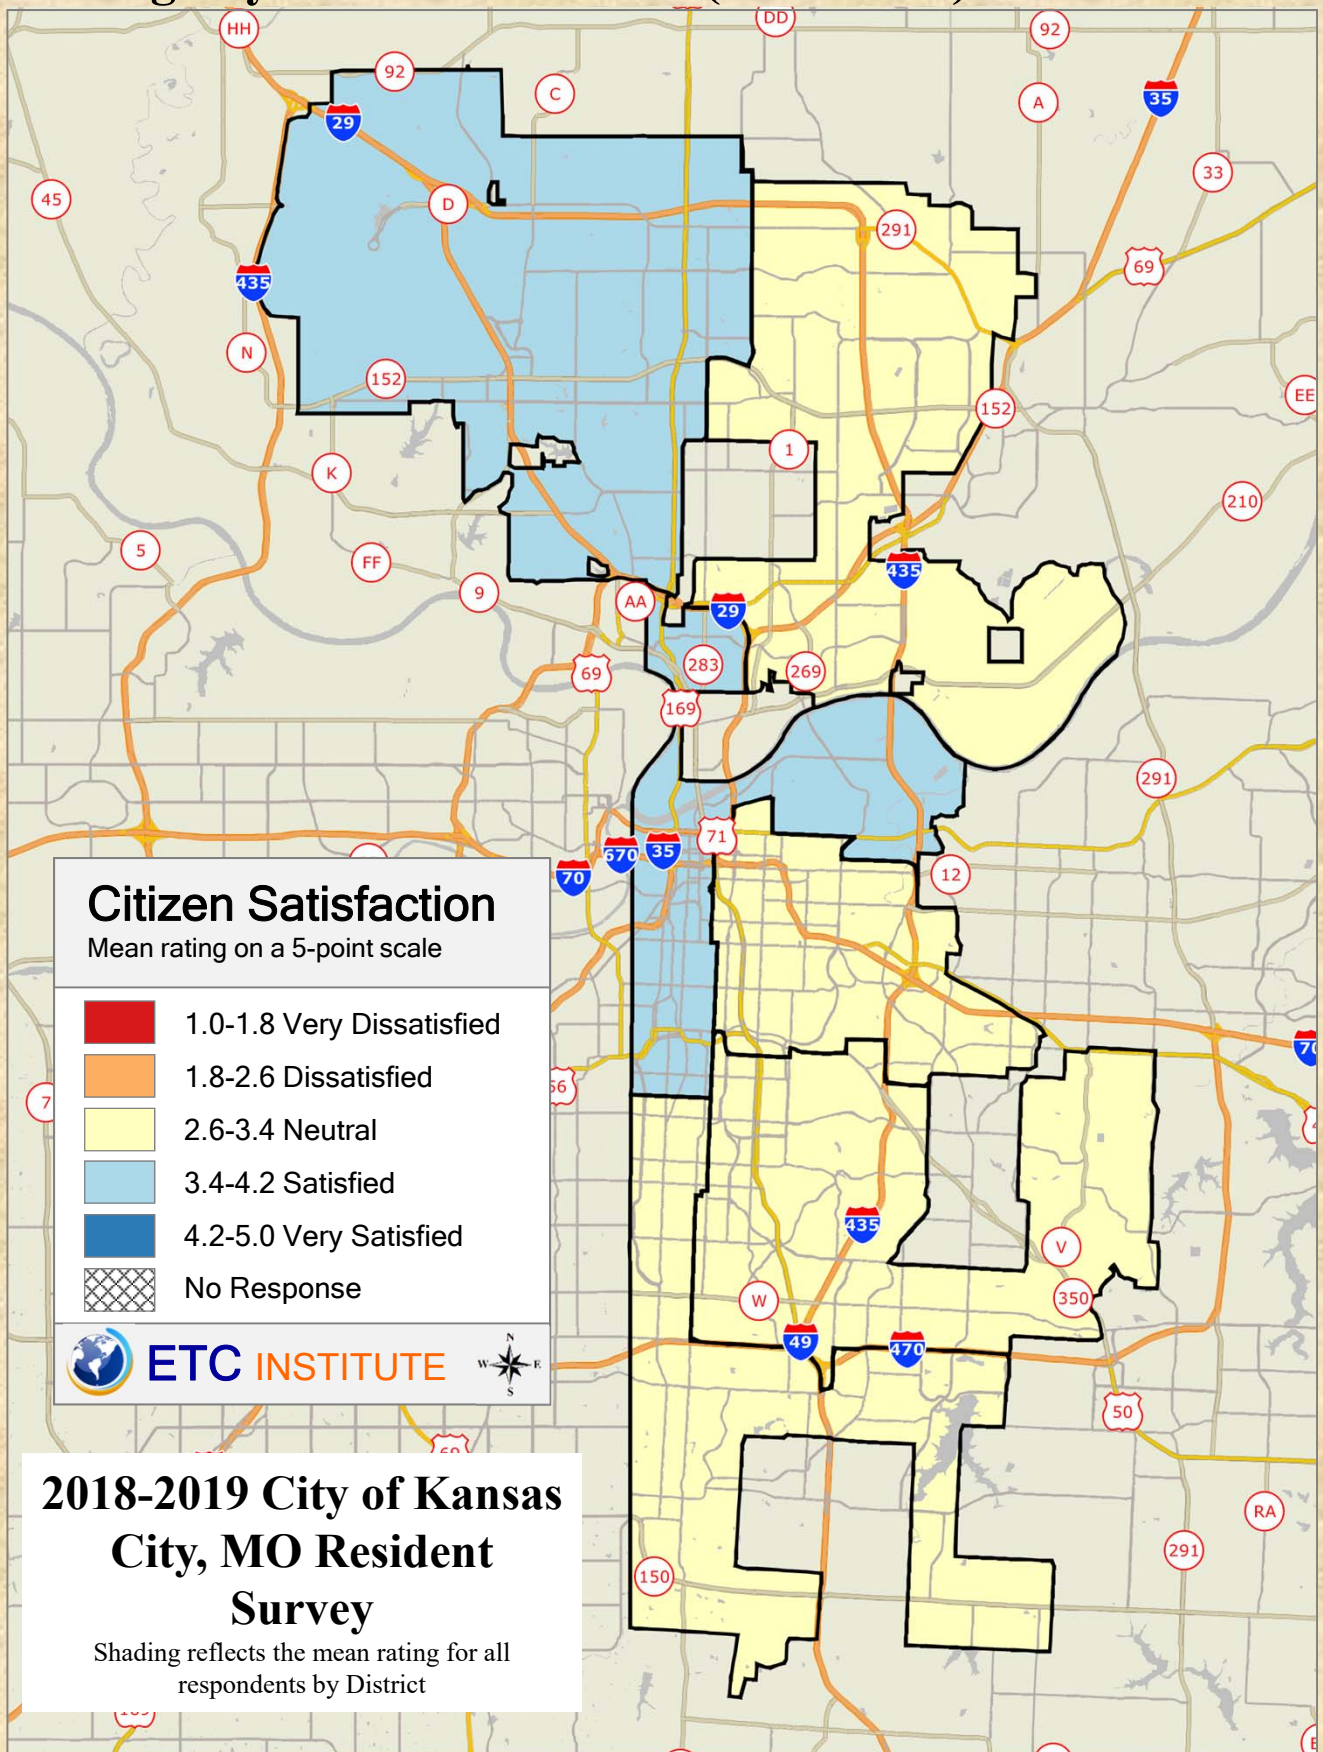 HH
DD
92
92
C
A
35
29
33
45
D
291
69
435
N
152
EE
152
1
K
210
5
FF
435
9
AA
29
283
269
69
169
291
71
670
35
70
12
Citizen Satisfaction
Mean rating on a 5-point scale
1.0-1.8 Very Dissatisfied
1.8-2.6 Dissatisfied
2.6-3.4 Neutral
3.4-4.2 Satisfied
4.2-5.0 Very Satisfied
No Response
ETC INSTITUTE
N
W
E
S
70
7
435
V
W
350
49
470
50
2018-2019 City of Kansas
City, MO Resident
Survey
Shading reflects the mean rating for all
respondents by District
RA
291
150